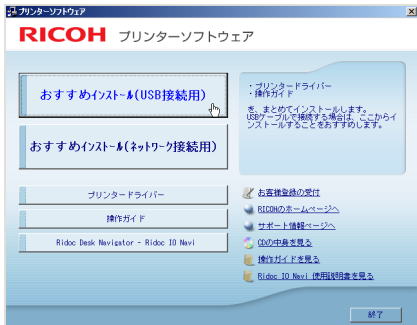 プリンターソフトウェア
RICOH プリンターソフトウェア
おすすめインストール(USB接続用)
おすすめインストール(ネットワーク接続用)
プリンタードライバー
操作ガイド
Ridoc Desk Navigator - Ridoc IO Navi
・プリンタードライバー
・操作ガイド
を、まとめてインストールします。
USBケーブルで接続する場合は、ここからイ
ンストールすることをおすすめします。
お客様登録の受付
RICOHのホームページへ
サポート情報ページへ
CDの中身を見る
操作ガイドを見る
Ridoc IO Navi 使用説明書を見る
終了